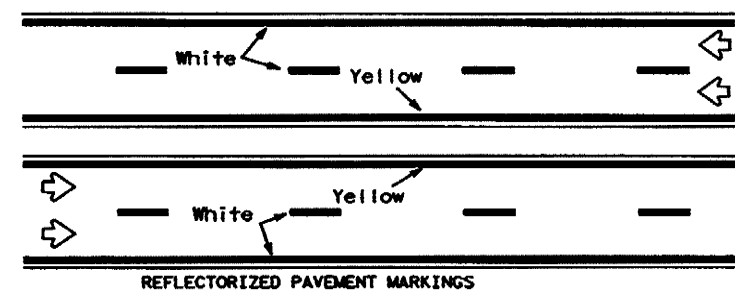 White
Yellow
Yellow
White
REFLECTORIZED PAVEMENT MARKINGS